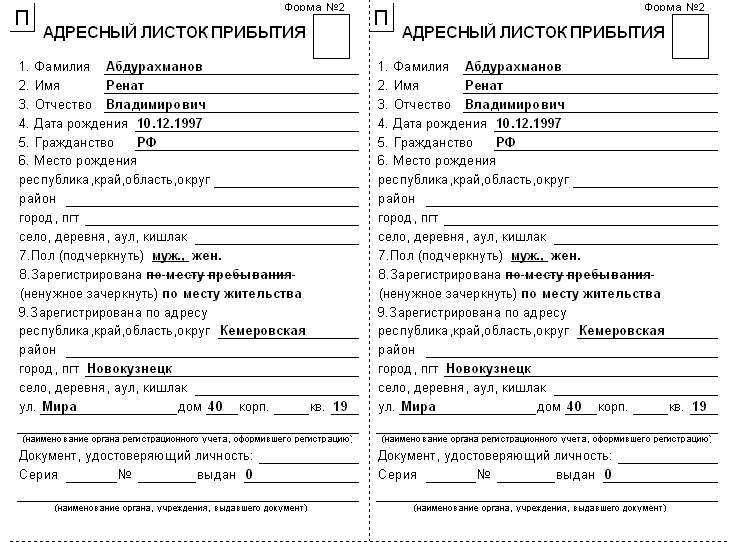 Форма №2
П
АДРЕСНЫЙ ЛИСТОК ПРИБЫТИЯ
1. Фамилия Абдурахманов
2. Имя Ренат
3. Отчество Владимирович
4. Дата рождения 10.12.1997
5. Гражданство РФ
6. Место рождения
республика,край,область,округ
район
город, пгт
село, деревня, аул, кишлак
7.Пол (подчеркнуть) муж., жен.
8.Зарегистрирована по месту пребывания
(ненужное зачеркнуть) по месту жительства
9.Зарегистрирована по адресу
республика,край,область,округ Кемеровская
район
город, пгт Новокузнецк
село, деревня, аул, кишлак
ул. Мира дом 40 корп. кв. 19
(наименование органа регистрационного учета, оформившего регистрацию)
Документ, удостоверяющий личность:
Серия № выдан 0
(наименование органа, учреждения, выдавшего документ)
Форма №2
П
АДРЕСНЫЙ ЛИСТОК ПРИБЫТИЯ
1. Фамилия Абдурахманов
2. Имя Ренат
3. Отчество Владимирович
4. Дата рождения 10.12.1997
5. Гражданство РФ
6. Место рождения
республика,край,область,округ
район
город, пгт
село, деревня, аул, кишлак
7.Пол (подчеркнуть) муж., жен.
8.Зарегистрирована по месту пребывания
(ненужное зачеркнуть) по месту жительства
9.Зарегистрирована по адресу
республика,край,область,округ Кемеровская
район
город, пгт Новокузнецк
село, деревня, аул, кишлак
ул. Мира дом 40 корп. кв. 19
(наименование органа регистрационного учета, оформившего регистрацию)
Документ, удостоверяющий личность:
Серия № выдан 0
(наименование органа, учреждения, выдавшего документ)